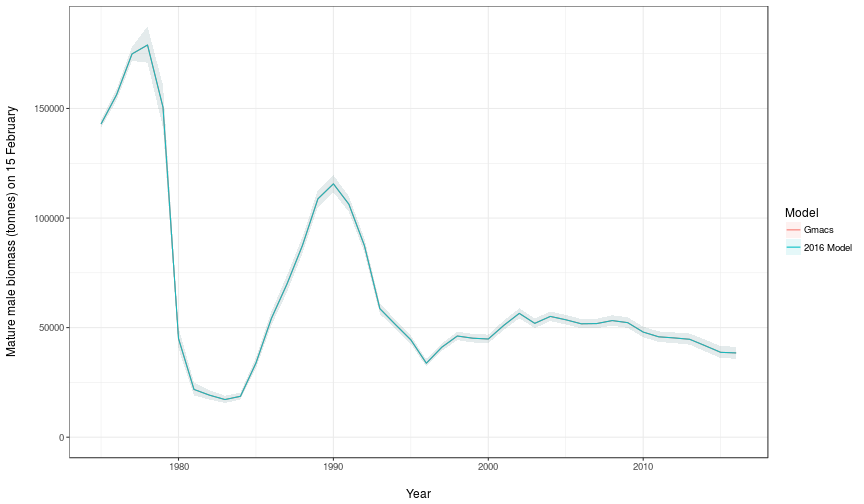 Mature male biomass (tonnes) on 15 February
150000
100000
50000
0
1980
1990
2000
2010
Year
Model
Gmacs
2016 Model